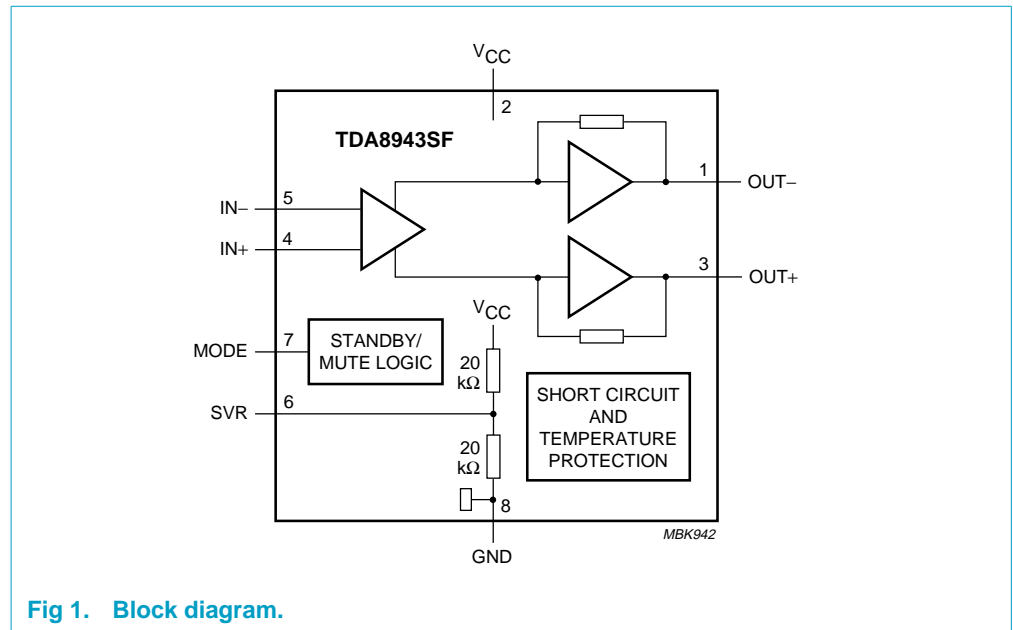 VCC
2
TDA8943SF
1
OUT−
IN− 5
IN+ 4
3
OUT+
VCC
MODE 7
STANDBY/
MUTE LOGIC
20
kΩ
SVR 6
SHORT CIRCUIT
AND
TEMPERATURE
PROTECTION
20
kΩ
8
MBK942
GND
Fig 1. Block diagram.